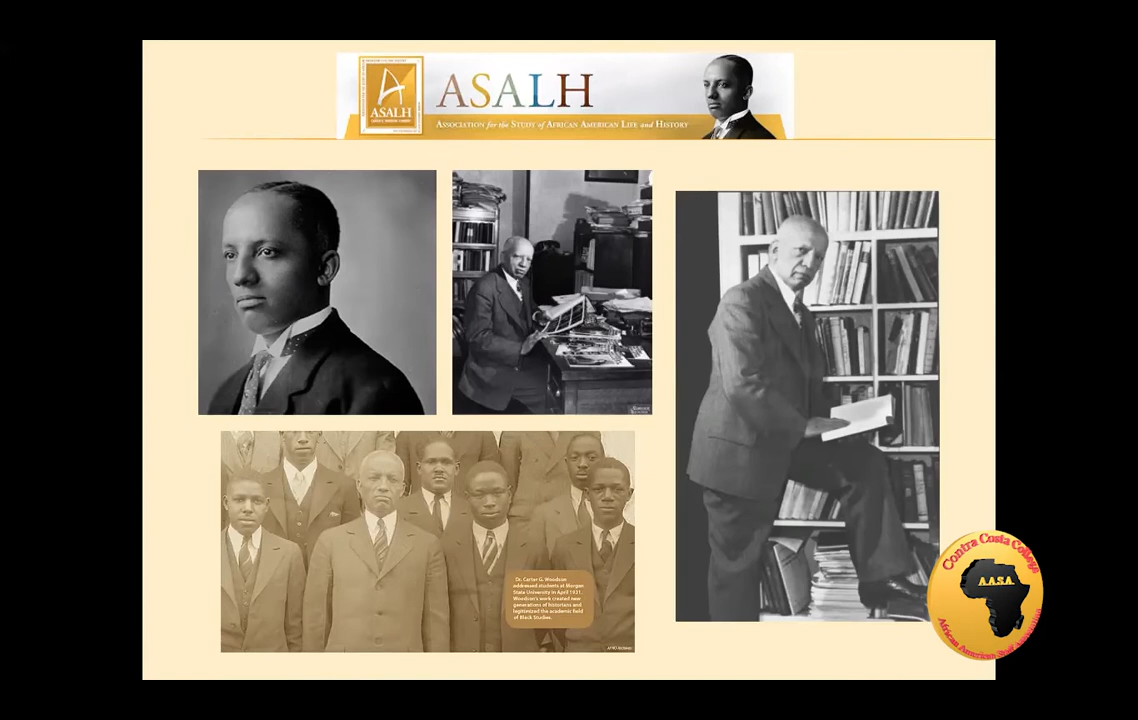 ASALH
ASALH
ASSOCIATION for the STUDY of AFRICAN AMERICAN LIFE and HISTORY
Dr. Carter G. Woodson
addressed students at Morgan
State University in April 1931.
Woodson's work created new
generations of historians and
legitimized the academic field
of Black Studies.
Contra Costa College
A.A.S.A.
African American Staff Association